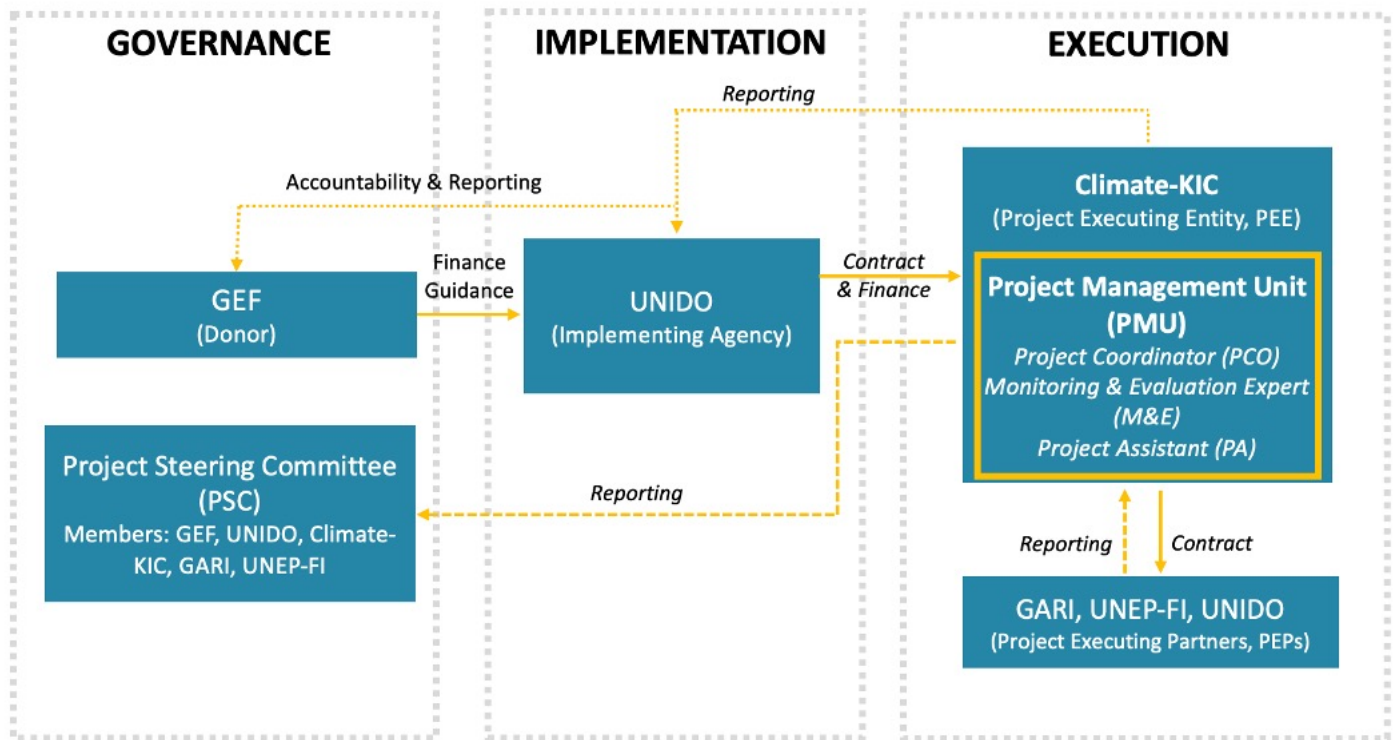 GOVERNANCE
IMPLEMENTATION
EXECUTION
Reporting
Accountability & Reporting
GEF
(Donor)
Finance
Guidance
UNIDO
(Implementing Agency)
Contract
& Finance
Climate-KIC
(Project Executing Entity, PEE)
Project Management Unit
(PMU)
Project Coordinator (PCO)
Monitoring & Evaluation Expert
(M&E)
Project Assistant (PA)
Project Steering Committee
(PSC)
Members: GEF, UNIDO, Climate-
KIC, GARI, UNEP-FI
Reporting
Reporting
Contract
GARI, UNEP-FI, UNIDO
(Project Executing Partners, PEPs)